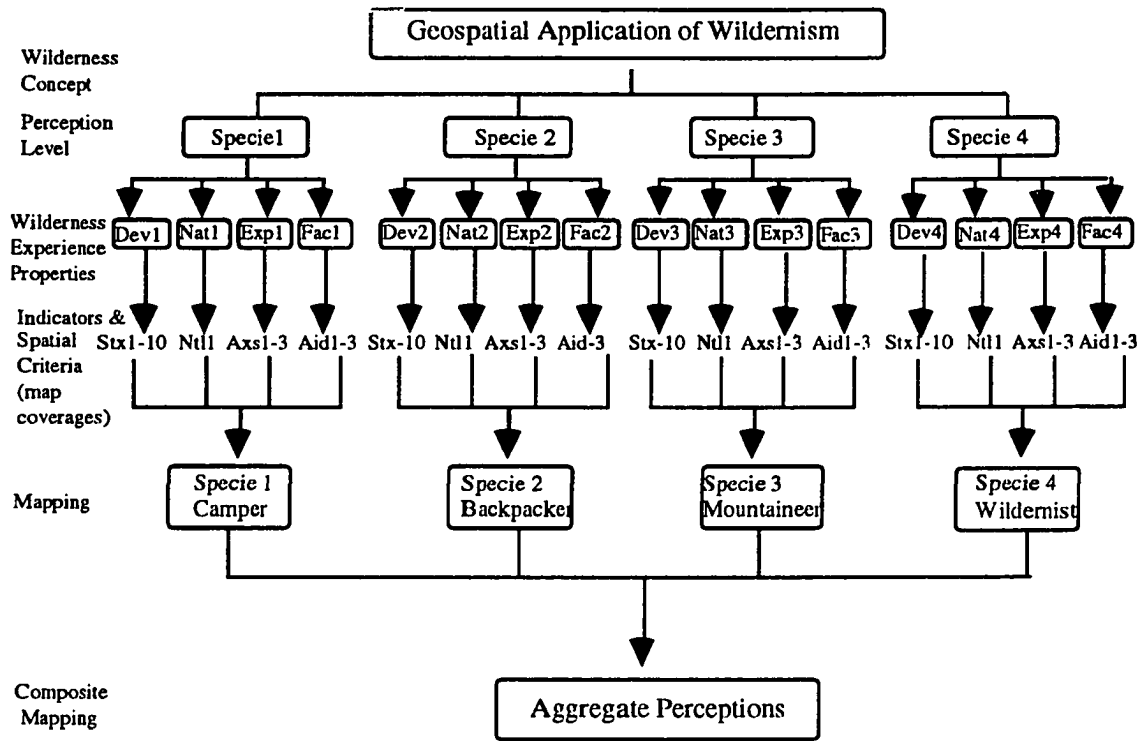 Geospatial Application of Wildernism
Wilderness
Concept
Perception
Level
Specie1
Specie 2
Specie 3
Specie 4
Wilderness
Experience
Properties
Dev1 Nat1 Exp1 Fac1
Dev2 Nat2 Exp2 Fac2
Dev3 Nat3 Exp3 Fac3
Dev4 Nat4 Exp4 Fac4
Indicators &
Spatial
Criteria
(map
coverages)
Stx1-10 Ntl1 Axs1-3 Aid1-3
Stx-10 Ntl1 Axs1-3 Aid-3
Stx-10 Ntl1 Axs1-3 Aid1-3
Stx1-10 Ntl1 Axs1-3 Aid1-3
Mapping
Specie 1
Camper
Specie 2
Backpacker
Specie 3
Mountaineer
Specie 4
Wildernist
Composite
Mapping
Aggregate Perceptions